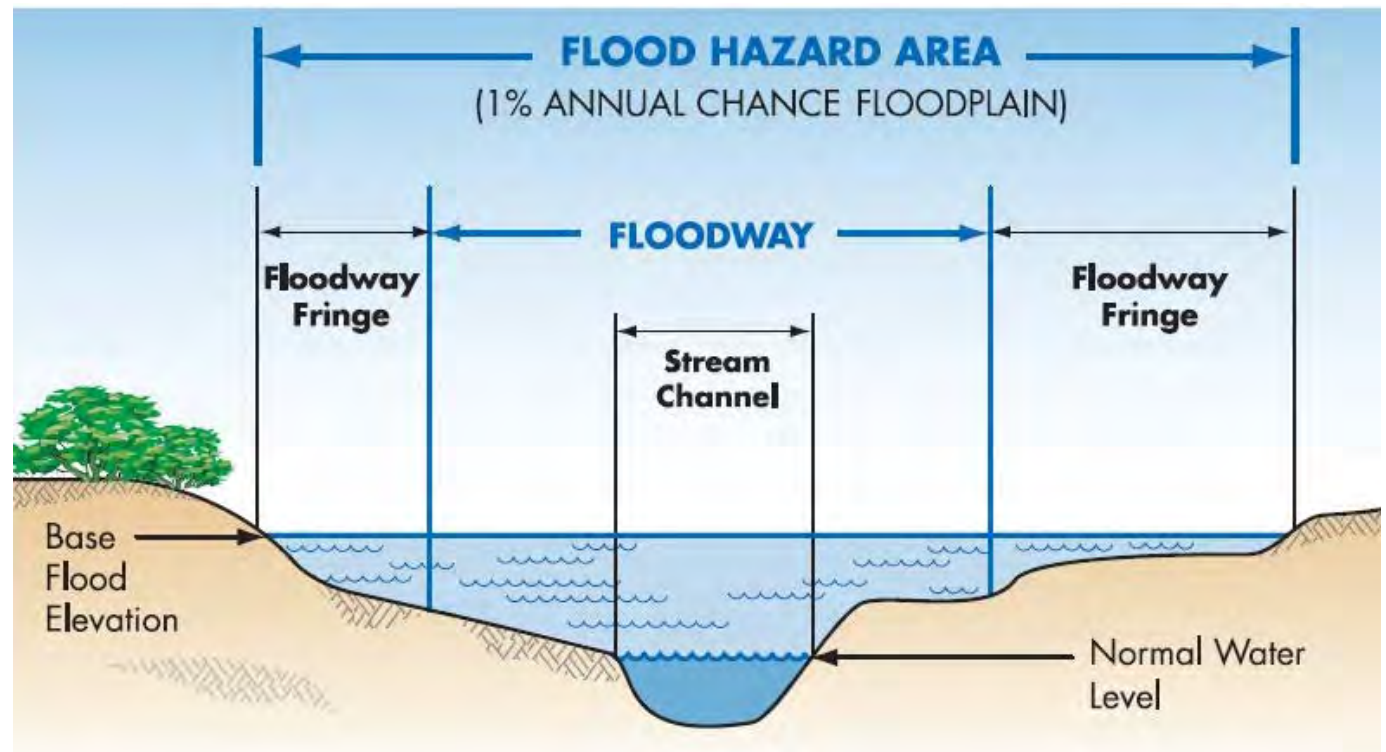 FLOOD HAZARD AREA
(1% ANNUAL CHANCE FLOODPLAIN)
FLOODWAY
Floodway
Fringe
Stream
Channel
Floodway
Fringe
Base
Flood
Elevation
Normal Water
Level